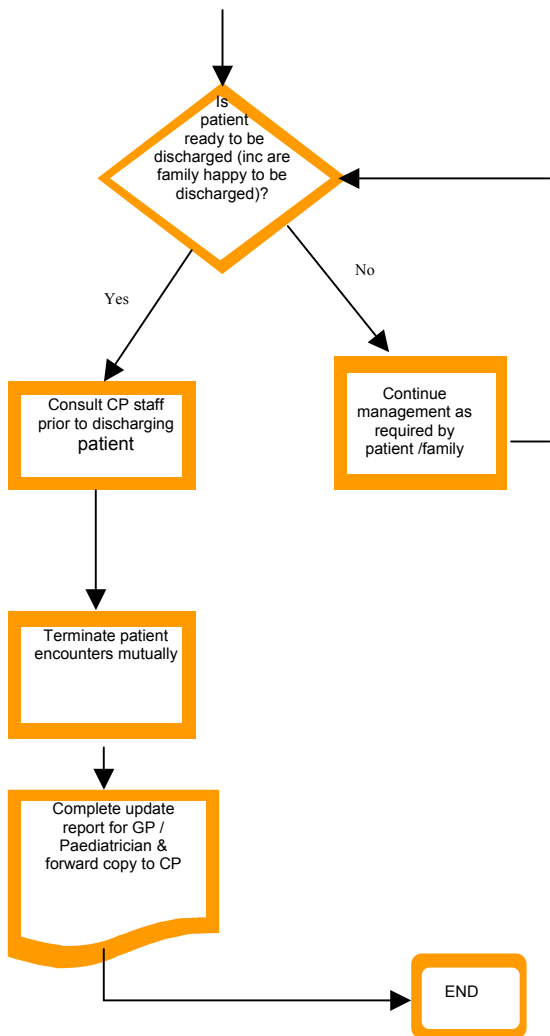 Is
patient
ready to be
discharged (inc are
family happy to be
discharged)?
Yes
No
Consult CP staff
prior to discharging
patient
Continue
management as
required by
patient /family
Terminate patient
encounters mutually
Complete update
report for GP /
Paediatrician &
forward copy to CP
END